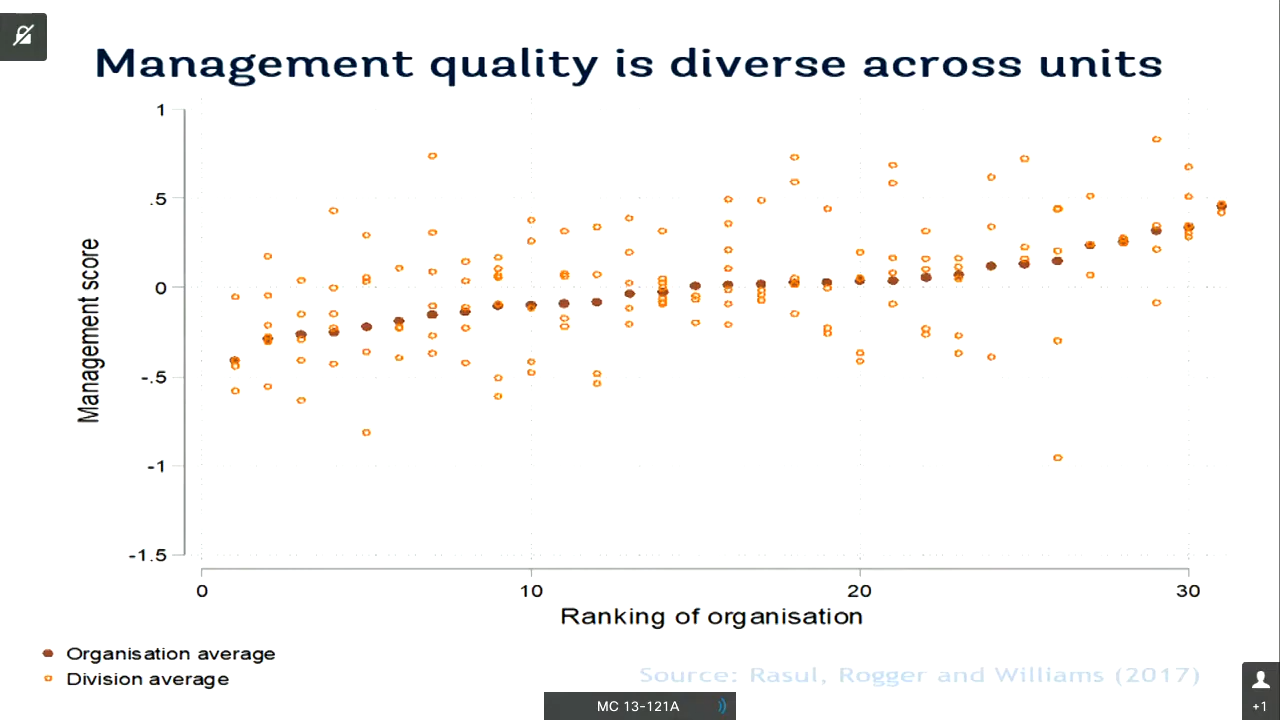 Management quality is diverse across units
1
.5
0
-.5
-1
-1.5
Management score
0 10 20 30
Ranking of organisation
Organisation average
Division average
Source: Rasul, Rogger and Williams (2017)
MC 13-121A
+1